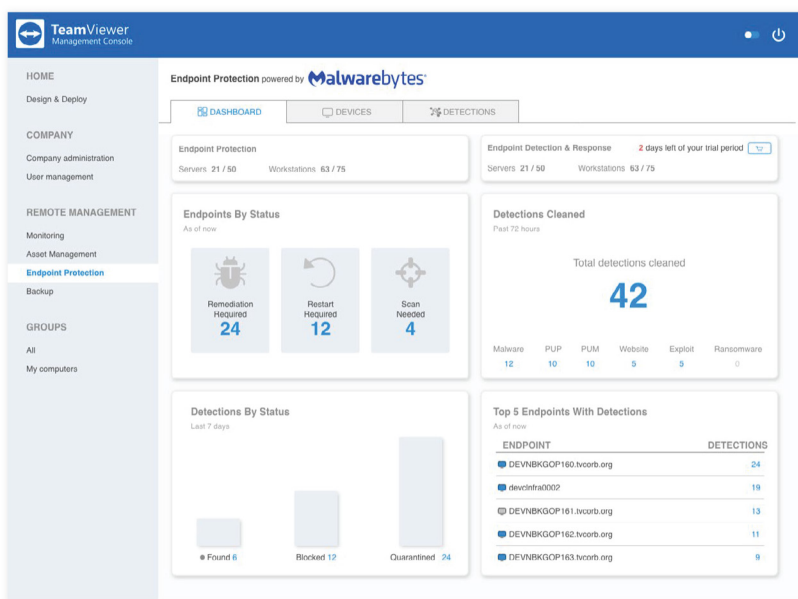 TeamViewer
Management Console
HOME
Design & Deploy
COMPANY
Company administration
User management
REMOTE MANAGEMENT
Monitoring
Asset Management
Endpoint Protection
Backup
GROUPS
All
My computers
Endpoint Protection powered by Malwarebytes
DASHBOARD DEVICES DETECTIONS
Endpoint Protection
Servers 21 / 50 Workstations 63 / 75
Endpoint Detection & Response 2 days left of your trial period
Servers 21 / 50 Workstations 63 / 75
Endpoints By Status
As of now
Remediation Required 24
Restart Required 12
Scan Needed 4
Detections Cleaned
Past 72 hours
Total detections cleaned
42
Malware PUP PUM Website Exploit Ransomware
12 10 10 5 5 0
Detections By Status
Last 7 days
Found 6 Blocked 12 Quarantined 24
Top 5 Endpoints With Detections
As of now
ENDPOINT DETECTIONS
DEVNBKGOP160.tvcorb.org 24
devcinfra0002 19
DEVNBKGOP161.tvcorb.org 13
DEVNBKGOP162.tvcorb.org 11
DEVNBKGOP163.tvcorb.org 9